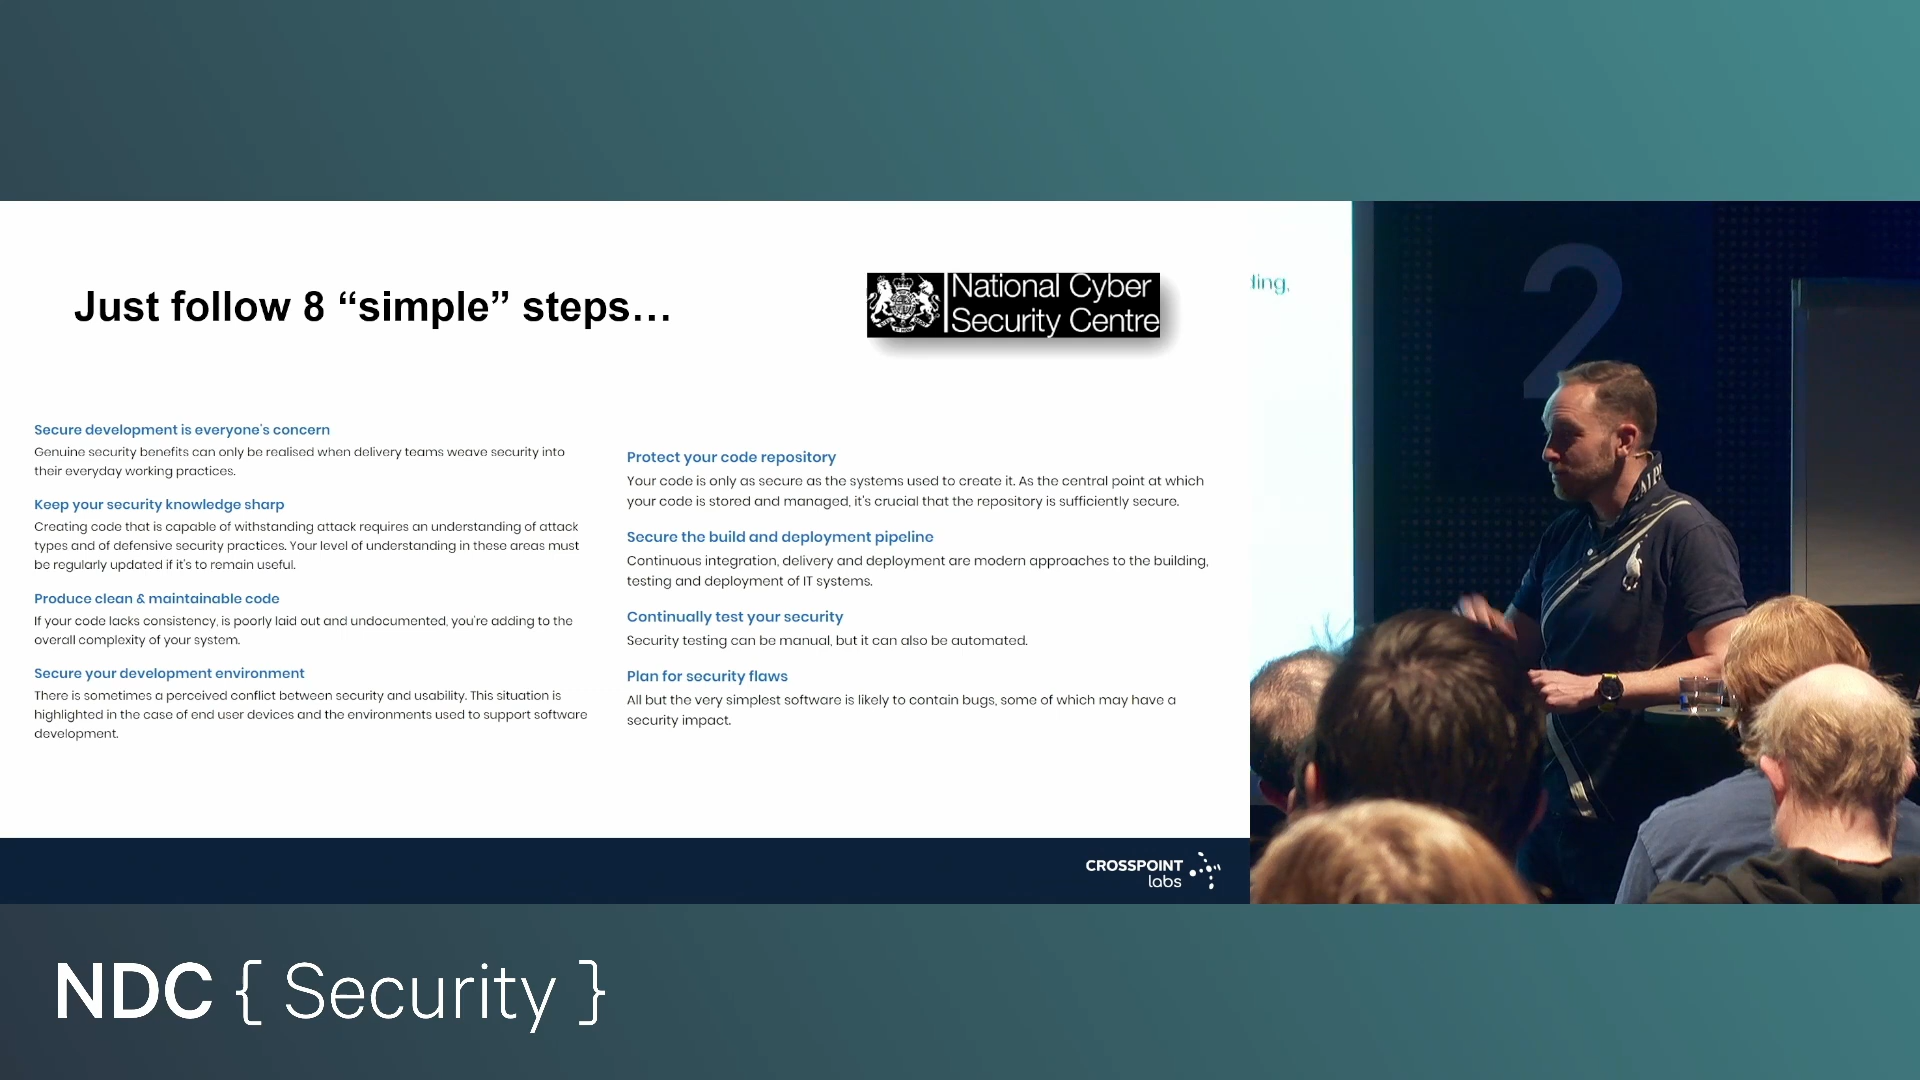 Just follow 8 “simple” steps…
National Cyber
Security Centre
Secure development is everyone's concern
Genuine security benefits can only be realised when delivery teams weave security into
their everyday working practices.
Keep your security knowledge sharp
Creating code that is capable of withstanding attack requires an understanding of attack
types and of defensive security practices. Your level of understanding in these areas must
be regularly updated if it's to remain useful.
Produce clean & maintainable code
If your code lacks consistency, is poorly laid out and undocumented, you're adding to the
overall complexity of your system.
Secure your development environment
There is sometimes a perceived conflict between security and usability. This situation is
highlighted in the case of end user devices and the environments used to support software
development.
Protect your code repository
Your code is only as secure as the systems used to create it. As the central point at which
your code is stored and managed, it's crucial that the repository is sufficiently secure.
Secure the build and deployment pipeline
Continuous integration, delivery and deployment are modern approaches to the building,
testing and deployment of IT systems.
Continually test your security
Security testing can be manual, but it can also be automated.
Plan for security flaws
All but the very simplest software is likely to contain bugs, some of which may have a
security impact.
CROSSPOINT
labs
2
NDC { Security }